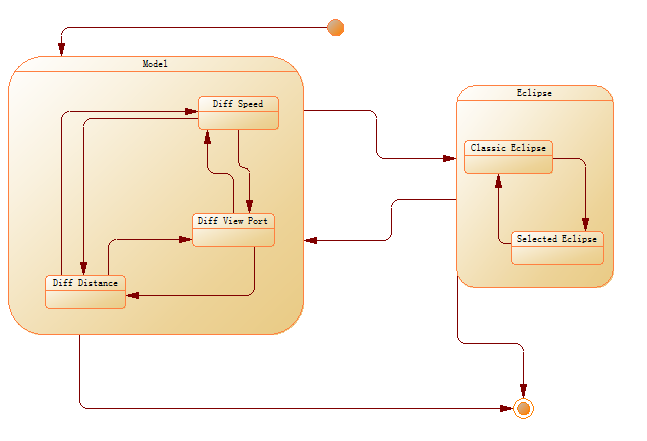 Model
Diff Speed
Diff View Port
Diff Distance
Eclipse
Classic Eclipse
Selected Eclipse